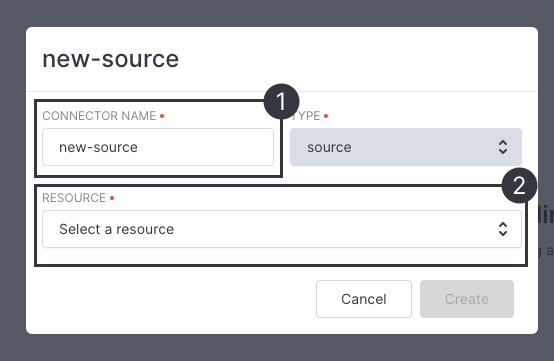 new-source
1
CONNECTOR NAME •
TYPE •
new-source
source
2
RESOURCE •
Select a resource
Cancel
Create